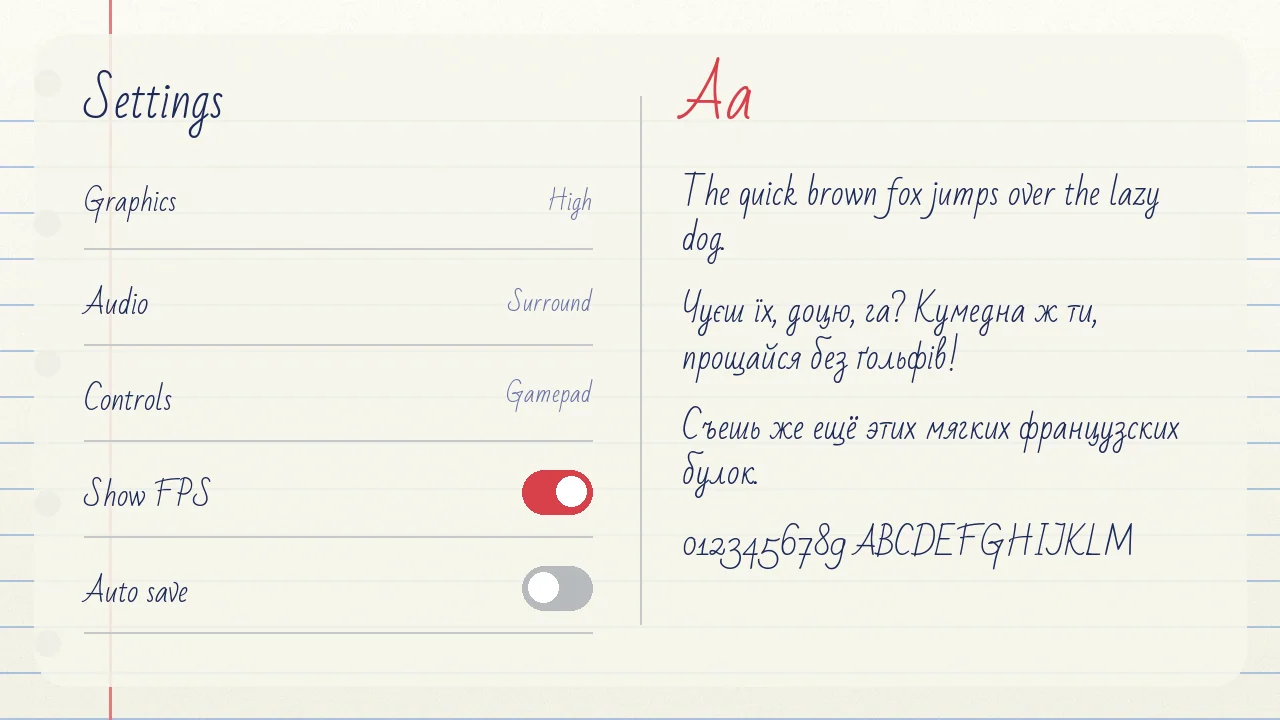 Settings
Graphics
High
Audio
Surround
Controls
Gamepad
Show FPS
Auto save
Aa
The quick brown fox jumps over the lazy
dog.
Чуєш їх, доцю, га? Кумедна ж ти,
прощайся без ґольфів!
Съешь же ещё этих мягких французских
булок.
0123456789 ABCDEFGHIJKLM